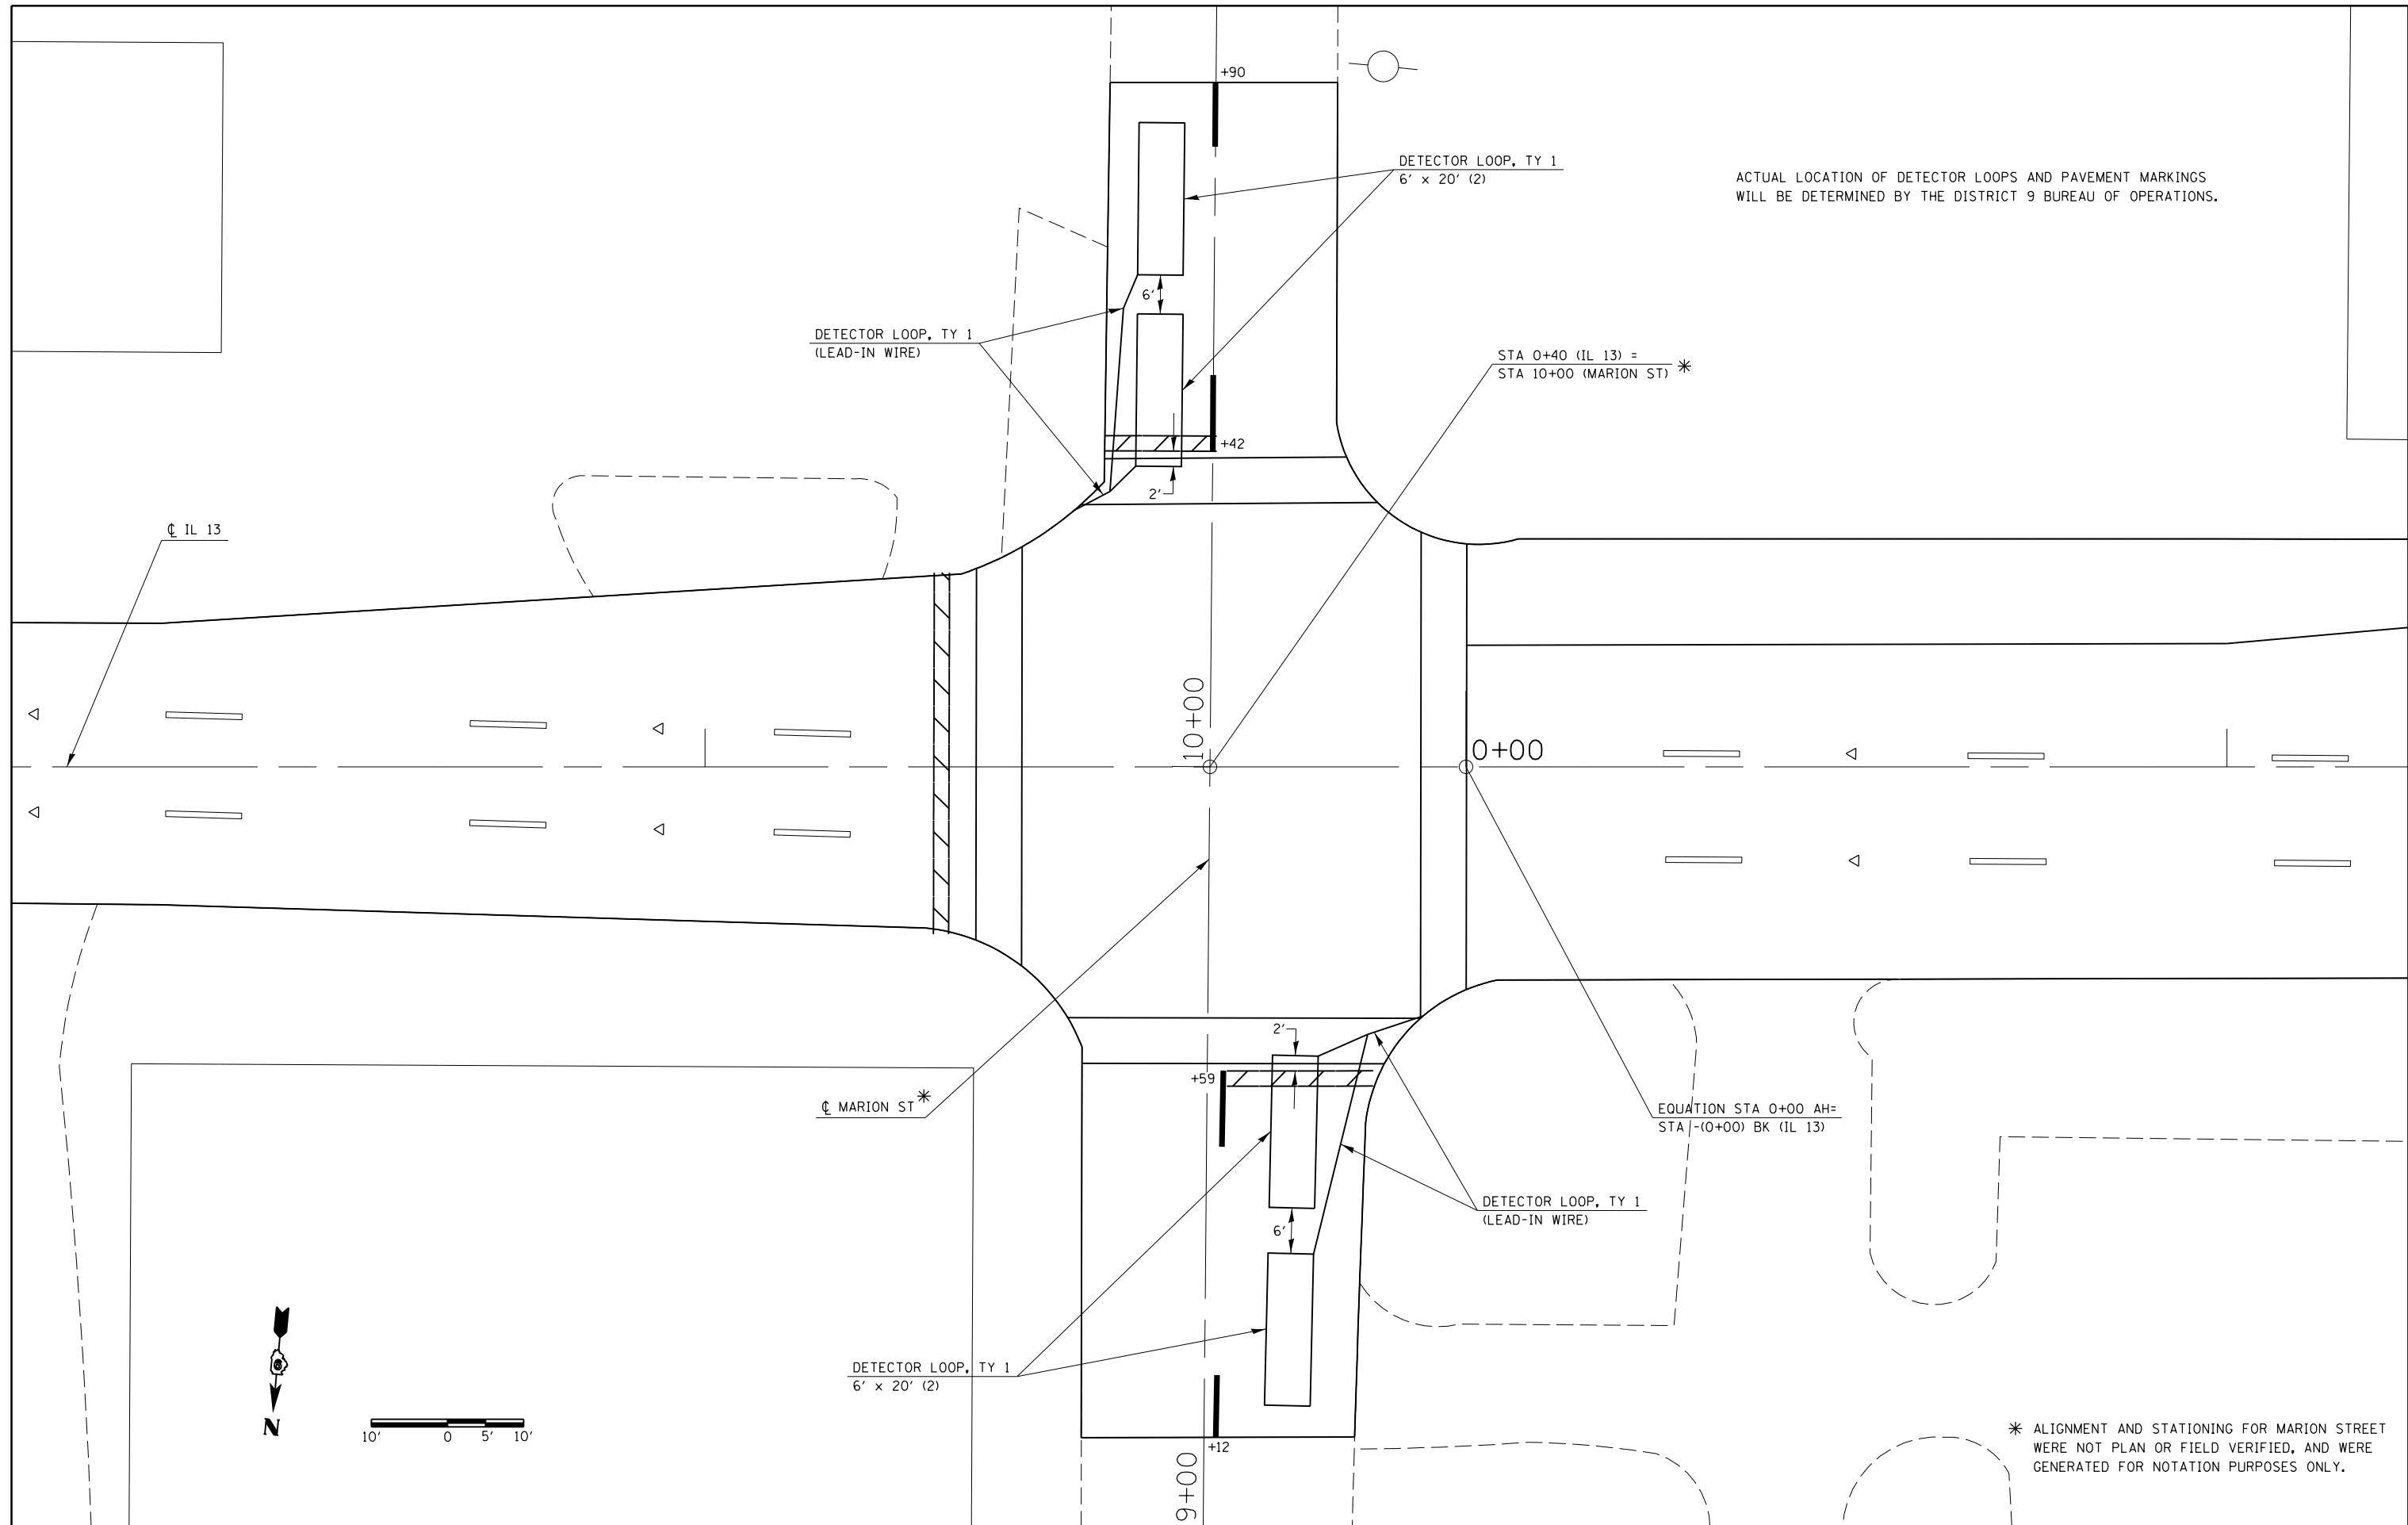 +90
DETECTOR LOOP, TY 1
6' x 20' (2)
ACTUAL LOCATION OF DETECTOR LOOPS AND PAVEMENT MARKINGS
WILL BE DETERMINED BY THE DISTRICT 9 BUREAU OF OPERATIONS.
6'
DETECTOR LOOP, TY 1
(LEAD-IN WIRE)
STA 0+40 (IL 13) =
STA 10+00 (MARION ST) *
+42
2'
℄ IL 13
10+00
0+00
2'
+59
℄ MARION ST *
EQUATION STA 0+00 AH=
STA -(0+00) BK (IL 13)
DETECTOR LOOP, TY 1
(LEAD-IN WIRE)
6'
DETECTOR LOOP, TY 1
6' x 20' (2)
N
10' 0 5' 10'
+12
9+00
* ALIGNMENT AND STATIONING FOR MARION STREET
WERE NOT PLAN OR FIELD VERIFIED, AND WERE
GENERATED FOR NOTATION PURPOSES ONLY.